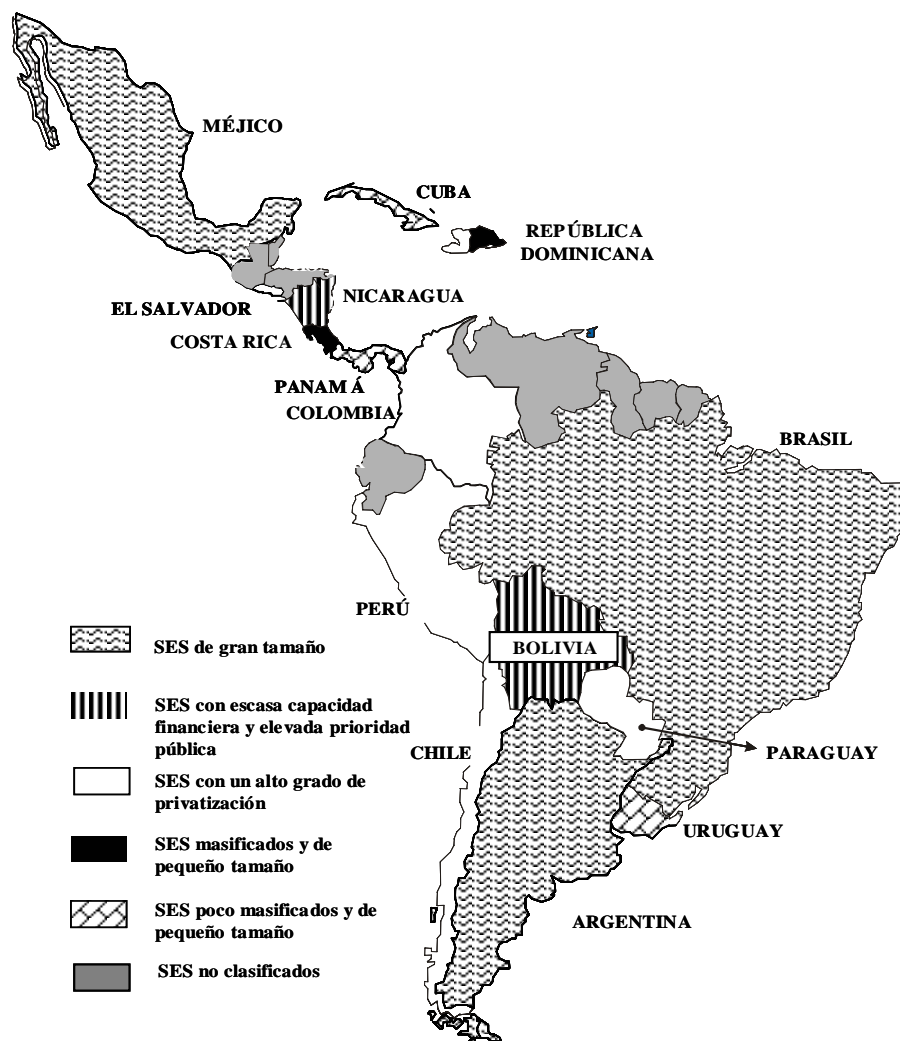 MÉJICO
CUBA
REPÚBLICA
DOMINICANA
EL SALVADOR
NICARAGUA
COSTA RICA
PANAMÁ
COLOMBIA
BRASIL
PERÚ
BOLIVIA
CHILE
PARAGUAY
URUGUAY
ARGENTINA
SES de gran tamaño
SES con escasa capacidad
financiera y elevada prioridad
pública
SES con un alto grado de
privatización
SES masificados y de
pequeño tamaño
SES poco masificados y de
pequeño tamaño
SES no clasificados